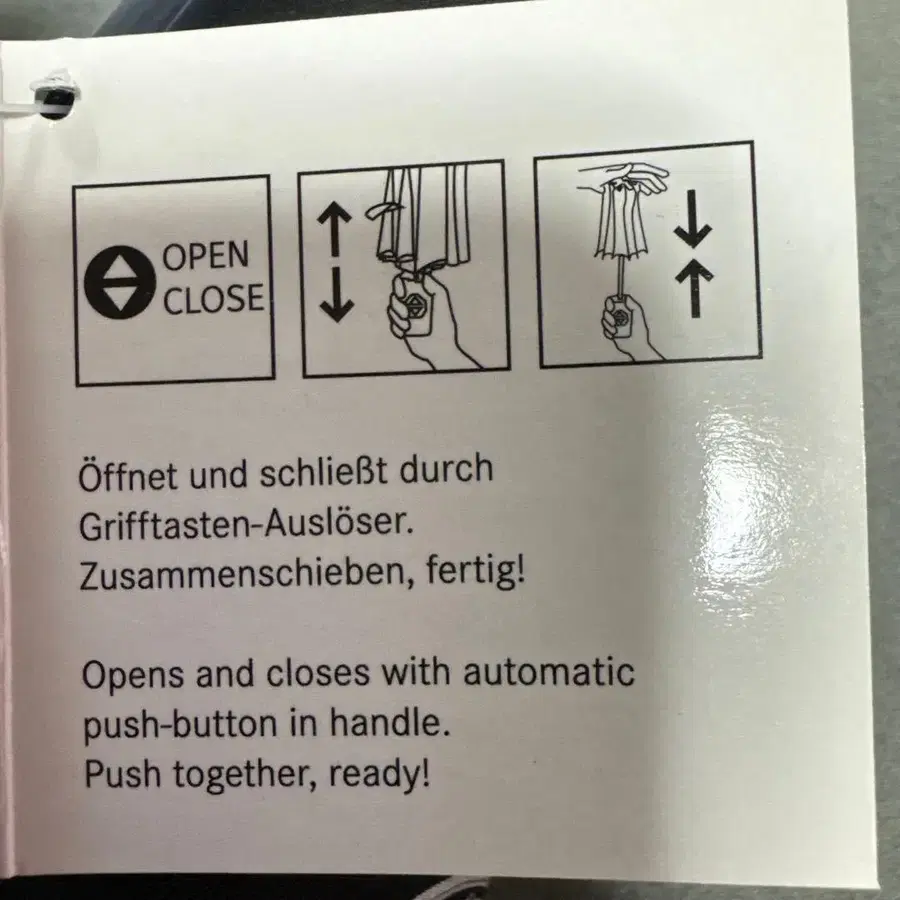 OPEN
CLOSE
Öffnet und schließt durch
Grifftasten-Auslöser.
Zusammenschieben, fertig!
Opens and closes with automatic
push-button in handle.
Push together, ready!